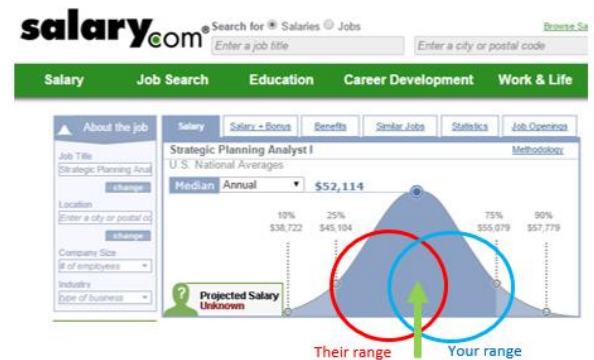 salary.com® Search for Salaries Jobs Browse Sa
Enter a job title Enter a city or postal code
Salary Job Search Education Career Development Work & Life
About the job Salary Salary + Bonus Benefits Similar Jobs Statistics Job Openings
Job Title Strategic Planning Analyst I Methodology
Strategic Planning Anal U.S. National Averages
change Median Annual $52,114
Location
Enter a city or postal co 10% 25% 75% 90%
change $38,722 $45,104 $55,079 $57,779
Company Size
# of employees
Industry
type of business
? Projected Salary
Unknown
Their range Your range